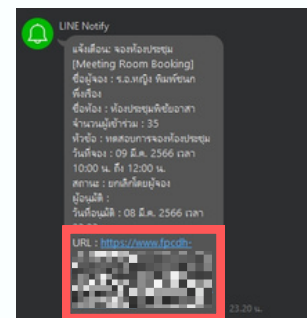 LINE Notify
แจ้งเตือน: จองห้องประชุม
[Meeting Room Booking]
ชื่อผู้จอง : ร.อ.หญิง พิมพ์ชนก
พึ่งเรือง
ชื่อห้อง : ห้องประชุมพิชัยอาสา
จำนวนผู้เข้าร่วม : 35
หัวข้อ : ทดสอบการจองห้องประชุม
วันที่จอง : 09 มี.ค. 2566 เวลา
10:00 น. ถึง 12:00 น.
สถานะ : ยกเลิกโดยผู้จอง
ผู้อนุมัติ :
วันที่อนุมัติ : 08 มี.ค. 2566 เวลา
URL : https://www.fpcdh-
23.20 น.